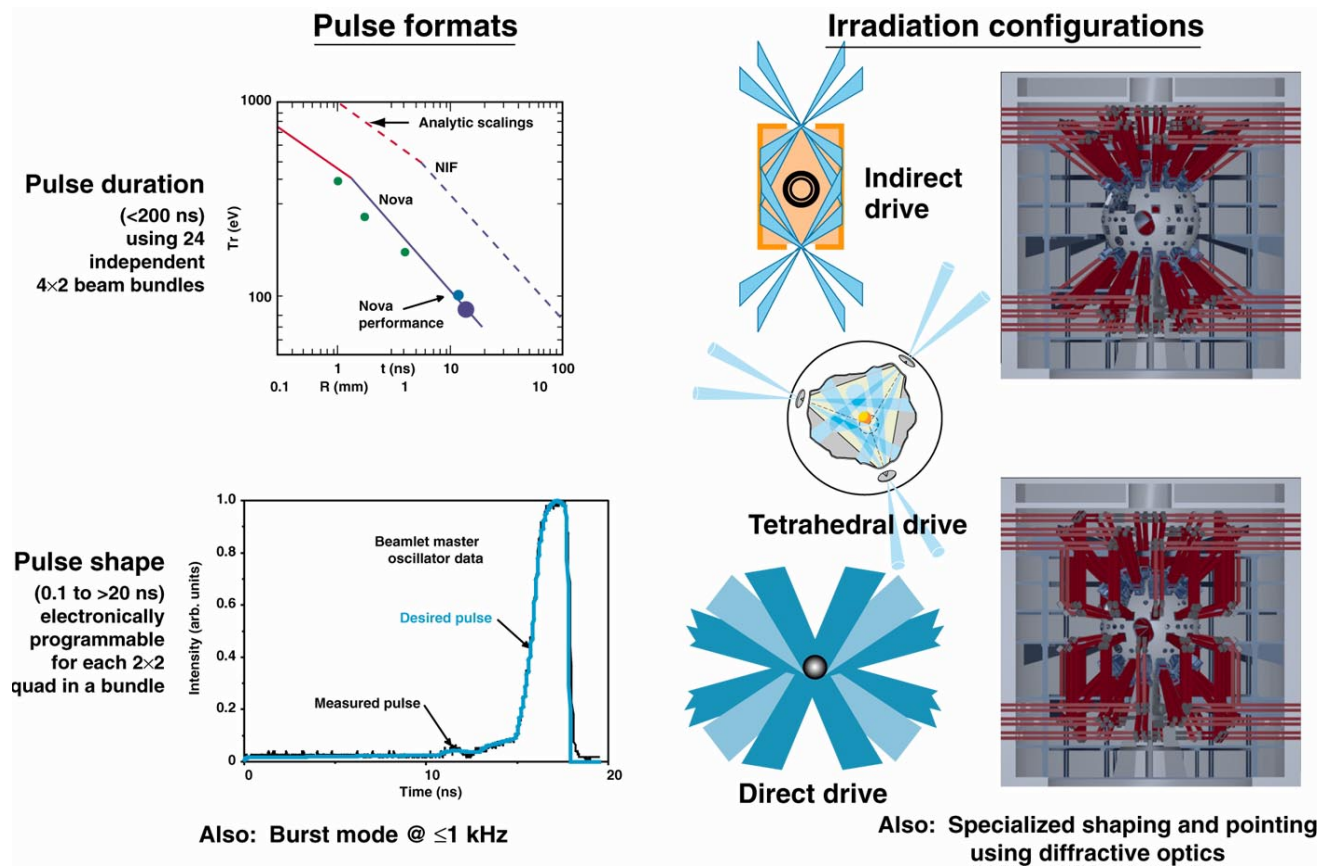 Pulse formats
Pulse duration
(<200 ns)
using 24
independent
4×2 beam bundles
1000
100
Tr (eV)
Analytic scalings
NIF
Nova
Nova
performance
1 t (ns) 10 100
0.1 R (mm) 1 10
Pulse shape
(0.1 to >20 ns)
electronically
programmable
for each 2×2
quad in a bundle
1.0
0.8
0.6
0.4
0.2
0
Intensity (arb. units)
Beamlet master
oscillator data
Desired pulse
Measured pulse
0 10 20
Time (ns)
Also: Burst mode @ ≤1 kHz
Irradiation configurations
Indirect
drive
Tetrahedral drive
Direct drive
Also: Specialized shaping and pointing
using diffractive optics